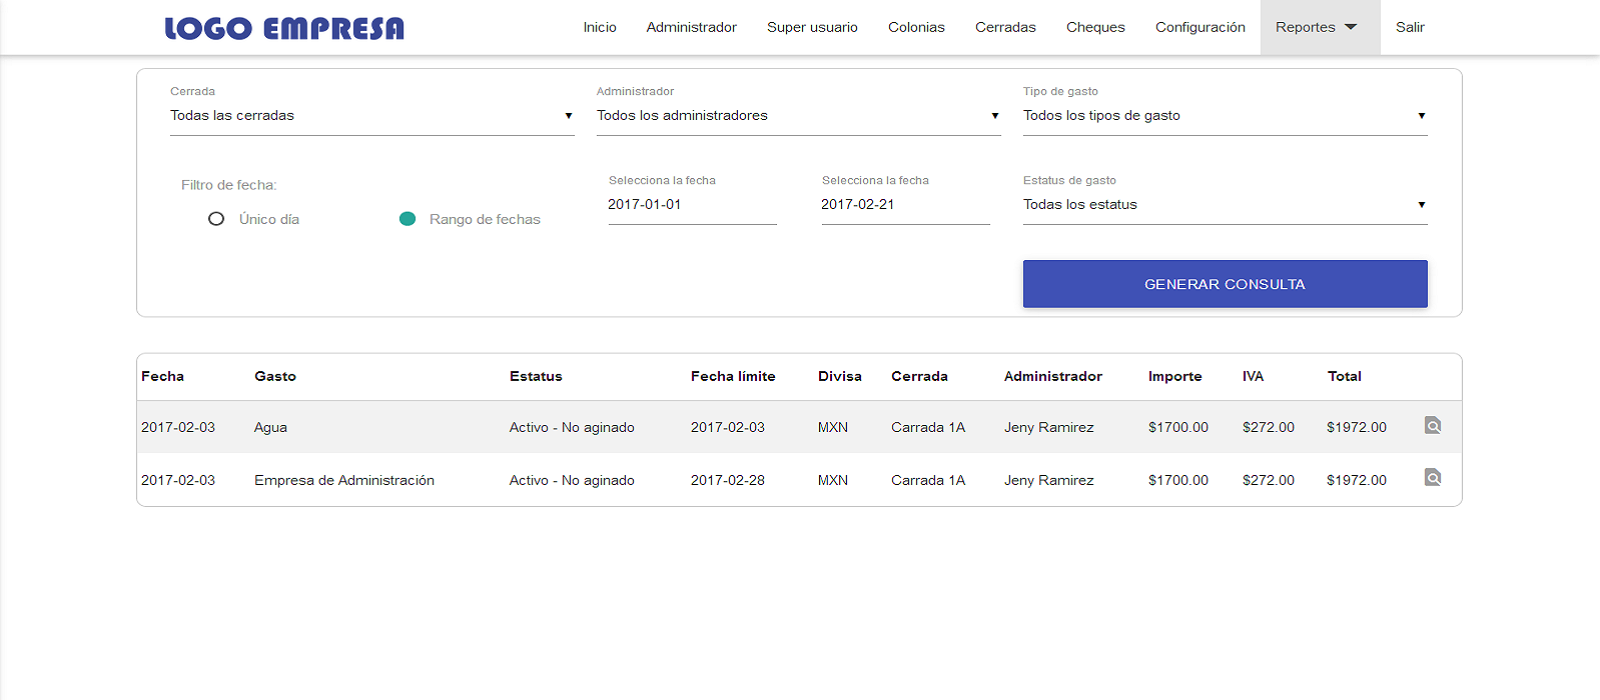 LOGO EMPRESA Inicio Administrador Super usuario Colonias Cerradas Cheques Configuración Reportes Salir
Cerrada Administrador Tipo de gasto
Todas las cerradas Todos los administradores Todos los tipos de gasto
Filtro de fecha: Selecciona la fecha Selecciona la fecha Estatus de gasto
2017-01-01 2017-02-21 Todas los estatus
Único día Rango de fechas
GENERAR CONSULTA
Fecha Gasto Estatus Fecha límite Divisa Cerrada Administrador Importe IVA Total
2017-02-03 Agua Activo - No aginado 2017-02-03 MXN Carrada 1A Jeny Ramirez $1700.00 $272.00 $1972.00
2017-02-03 Empresa de Administración Activo - No aginado 2017-02-28 MXN Carrada 1A Jeny Ramirez $1700.00 $272.00 $1972.00